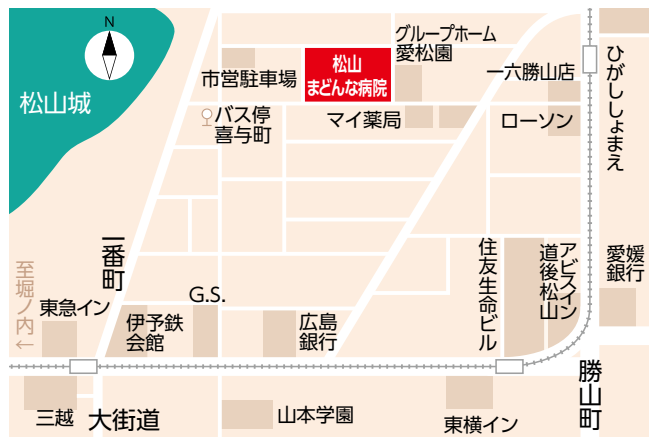 N
松山城
市営駐車場
松山
まどんな病院
グループホーム
愛松園
一六勝山店
ひがししょまえ
バス停
喜与町
マイ薬局
ローソン
一番町
至堀ノ内←
東急イン
G.S.
伊予鉄
会館
広島
銀行
住友生命ビル
アビスイン
道後松山
愛媛
銀行
三越
大街道
山本学園
東横イン
勝山町